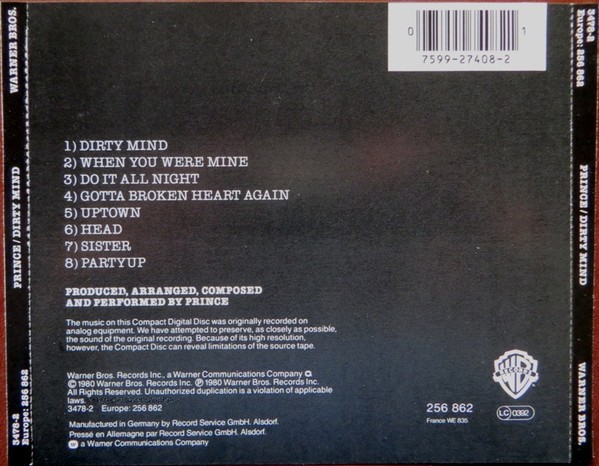 WARNER BROS.
PRINCE / DIRTY MIND
3478-2
Europe: 256 862
0 1
7599-27408-2
1) DIRTY MIND
2) WHEN YOU WERE MINE
3) DO IT ALL NIGHT
4) GOTTA BROKEN HEART AGAIN
5) UPTOWN
6) HEAD
7) SISTER
8) PARTYUP
PRODUCED, ARRANGED, COMPOSED
AND PERFORMED BY PRINCE
The music on this Compact Digital Disc was originally recorded on
analog equipment. We have attempted to preserve, as closely as possible,
the sound of the original recording. Because of its high resolution,
however, the Compact Disc can reveal limitations of the source tape.
Warner Bros. Records Inc., a Warner Communications Company
© 1980 Warner Bros. Records Inc. ℗ 1980 Warner Bros. Records Inc.
All Rights Reserved. Unauthorized duplication is a violation of applicable
laws.
3478-2 Europe: 256 862
Manufactured in Germany by Record Service GmbH. Alsdorf.
Pressé en Allemagne par Record Service GmbH. Alsdorf.
a Warner Communications Company
RECORDS
256 862
France WE 835
LC 0392
3478-2
Europe: 256 862
PRINCE / DIRTY MIND
WARNER BROS.